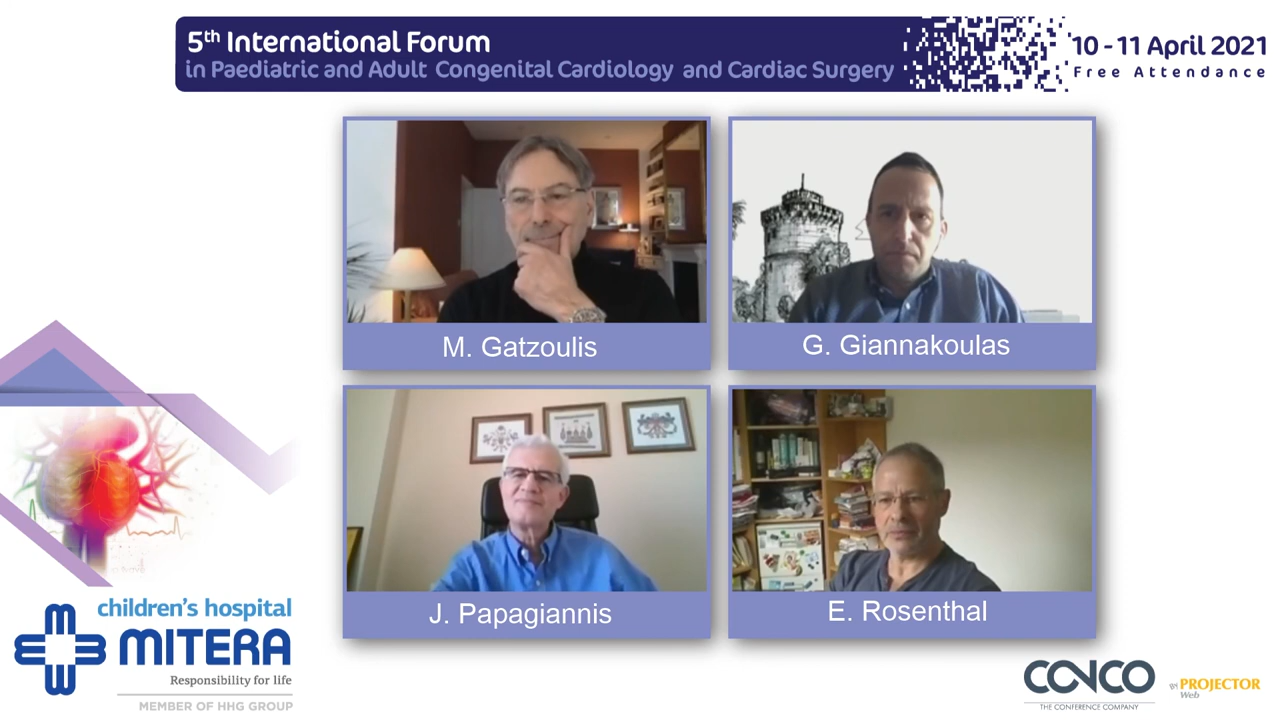 5th International Forum
in Paediatric and Adult Congenital Cardiology and Cardiac Surgery
10 - 11 April 2021
Free Attendance
M. Gatzoulis
G. Giannakoulas
J. Papagiannis
E. Rosenthal
children's hospital
MITERA
Responsibility for life
MEMBER OF HHG GROUP
CONCO
THE CONFERENCE COMPANY
BY PROJECTOR
Web